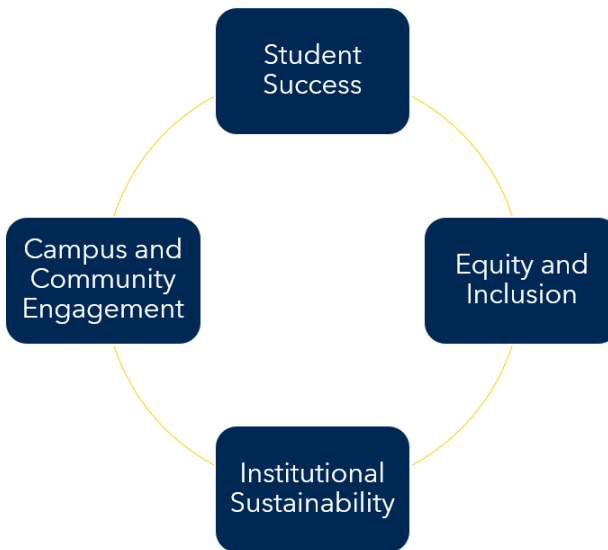 Student
Success
Campus and
Community
Engagement
Equity and
Inclusion
Institutional
Sustainability